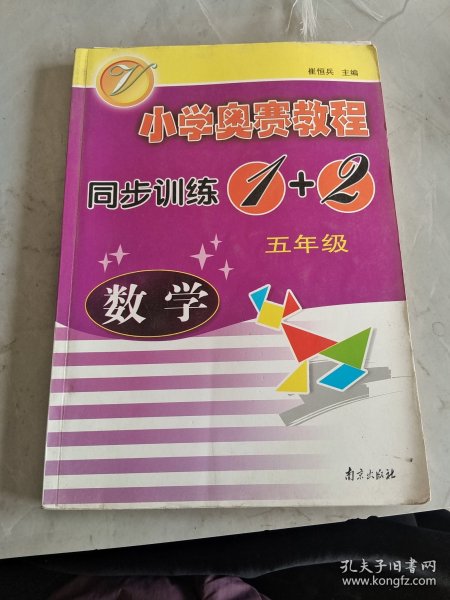 崔恒兵 主编
小学奥赛教程
同步训练 1+2
五年级
数学
南京出版社
孔夫子旧书网
www.kongfz.com